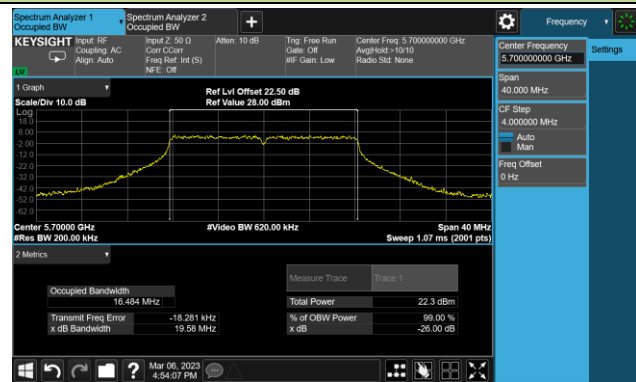 Spectrum Analyzer 1
Occupied BW
Spectrum Analyzer 2
Occupied BW
+
Frequency
KEYSIGHT
Input: RF
Coupling: AC
Align: Auto
Input Z: 50 Ω
Corr CCorr
Freq Ref: Int (S)
NFE: Off
Atten: 10 dB
Trig: Free Run
Gate: Off
#IF Gain: Low
Center Freq: 5.700000000 GHz
Avg|Hold:>10/10
Radio Std: None
Center Frequency
5.700000000 GHz
Settings
Span
40.000 MHz
CF Step
4.000000 MHz
Auto
Man
Freq Offset
0 Hz
1 Graph
Scale/Div 10.0 dB
Ref Lvl Offset 22.50 dB
Ref Value 28.00 dBm
Log
18.0
8.00
-2.00
-12.0
-22.0
-32.0
-42.0
-52.0
-62.0
Center 5.70000 GHz
#Video BW 620.00 kHz
Span 40 MHz
#Res BW 200.00 kHz
Sweep 1.07 ms (2001 pts)
2 Metrics
Measure Trace
Trace 1
Occupied Bandwidth
16.484 MHz
Total Power
22.3 dBm
Transmit Freq Error
-18.281 kHz
% of OBW Power
99.00 %
x dB Bandwidth
19.58 MHz
x dB
-26.00 dB
?
Mar 06, 2023
4:54:07 PM